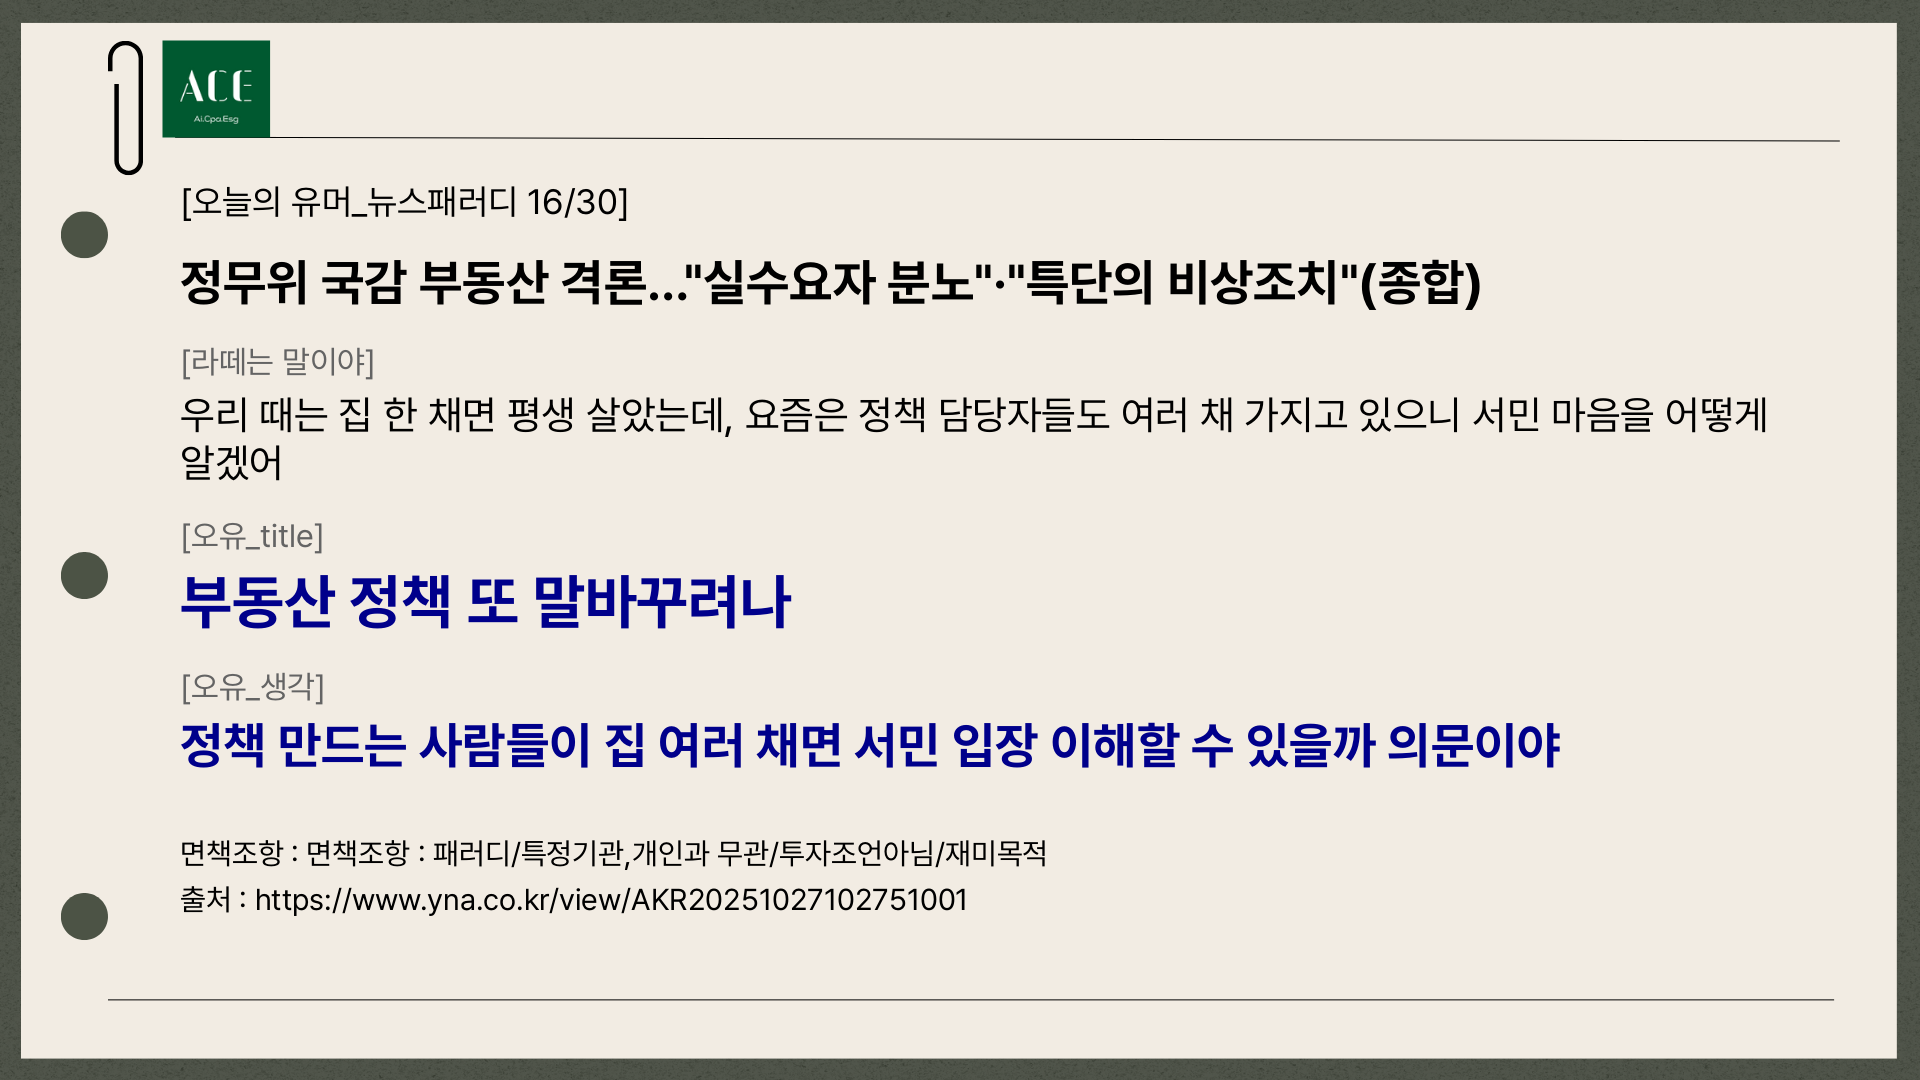 ACE
Ai.Cpa.Esg
[오늘의 유머_뉴스패러디 16/30]
정무위 국감 부동산 격론..."실수요자 분노"·"특단의 비상조치"(종합)
[라떼는 말이야]
우리 때는 집 한 채면 평생 살았는데, 요즘은 정책 담당자들도 여러 채 가지고 있으니 서민 마음을 어떻게
알겠어
[오유_title]
부동산 정책 또 말바꾸려나
[오유_생각]
정책 만드는 사람들이 집 여러 채면 서민 입장 이해할 수 있을까 의문이야
면책조항 : 면책조항 : 패러디/특정기관,개인과 무관/투자조언아님/재미목적
출처 : https://www.yna.co.kr/view/AKR20251027102751001